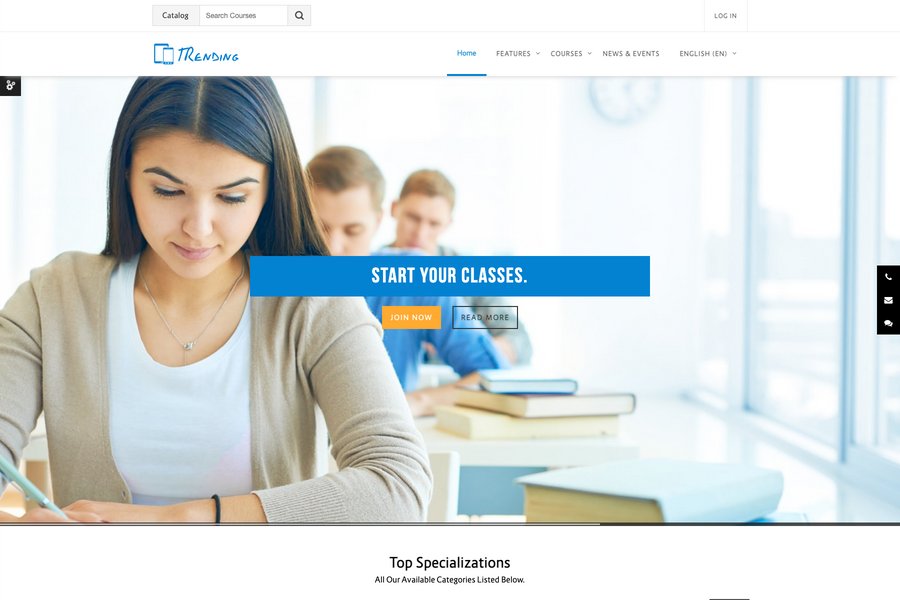 Catalog
Search Courses
LOG IN
TRENDING
Home
FEATURES
COURSES
NEWS & EVENTS
ENGLISH (EN)
START YOUR CLASSES.
JOIN NOW
READ MORE
Top Specializations
All Our Available Categories Listed Below.